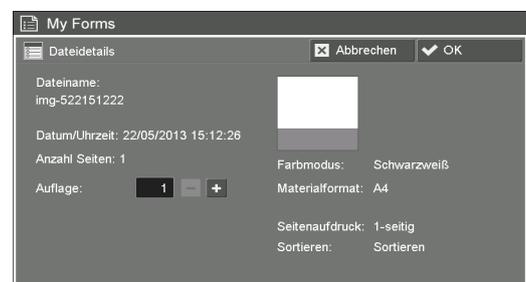 My Forms
Dateidetails
Abbrechen
OK
Dateiname:
img-522151222
Datum/Uhrzeit: 22/05/2013 15:12:26
Anzahl Seiten: 1
Auflage: 1
Farbmodus: Schwarzweiß
Materialformat: A4
Seitenaufdruck: 1-seitig
Sortieren: Sortieren